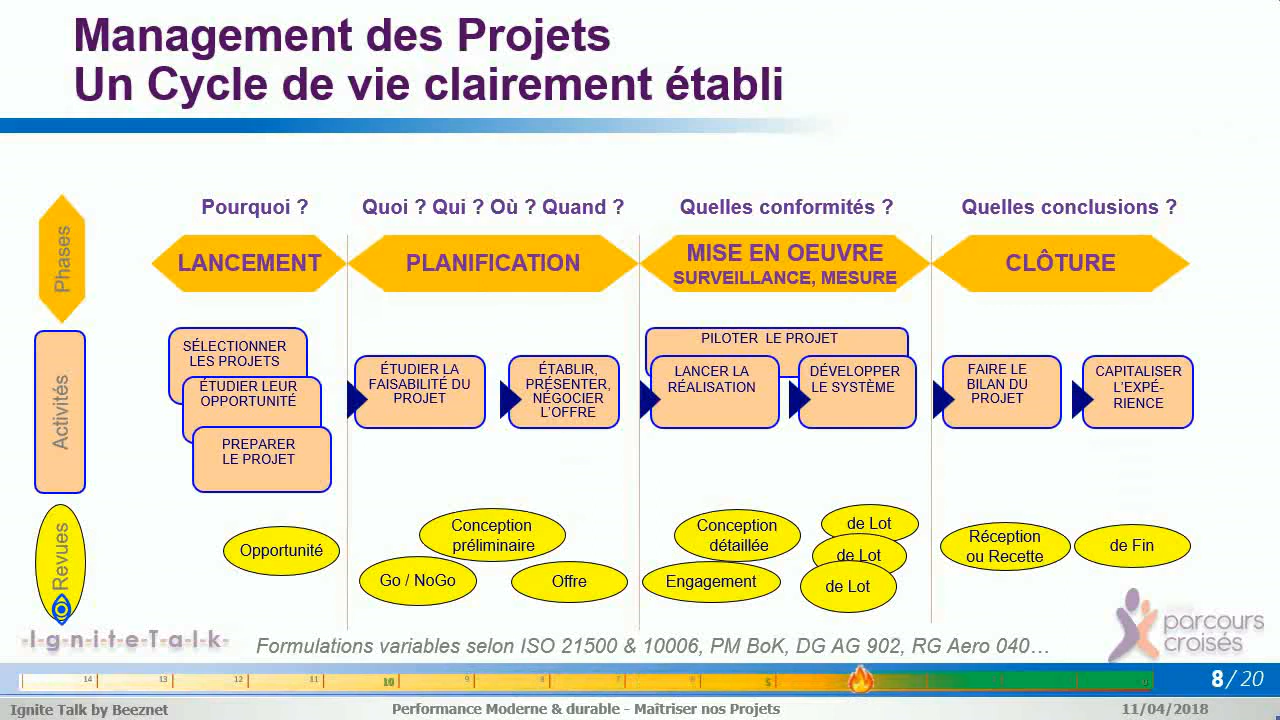 Management des Projets
Un Cycle de vie clairement établi
Pourquoi ?
Quoi ? Qui ? Où ? Quand ?
Quelles conformités ?
Quelles conclusions ?
Phases
LANCEMENT
PLANIFICATION
MISE EN OEUVRE
SURVEILLANCE, MESURE
CLÔTURE
Activités
SÉLECTIONNER
LES PROJETS
ÉTUDIER LEUR
OPPORTUNITÉ
PREPARER
LE PROJET
ÉTUDIER LA
FAISABILITÉ DU
PROJET
ÉTABLIR,
PRÉSENTER,
NÉGOCIER
L'OFFRE
PILOTER LE PROJET
LANCER LA
RÉALISATION
DÉVELOPPER
LE SYSTÈME
FAIRE LE
BILAN DU
PROJET
CAPITALISER
L'EXPÉ-
RIENCE
Revues
Opportunité
Conception
préliminaire
Go / NoGo
Offre
Conception
détaillée
Engagement
de Lot
de Lot
de Lot
Réception
ou Recette
de Fin
-IgniteTalk-
Formulations variables selon ISO 21500 & 10006, PM BoK, DG AG 902, RG Aero 040…
parcours
croisés
14 13 12 11 10 9 8 7 6 5
8 / 20
Ignite Talk by Beeznet
Performance Moderne & durable - Maîtriser nos Projets
11/04/2018